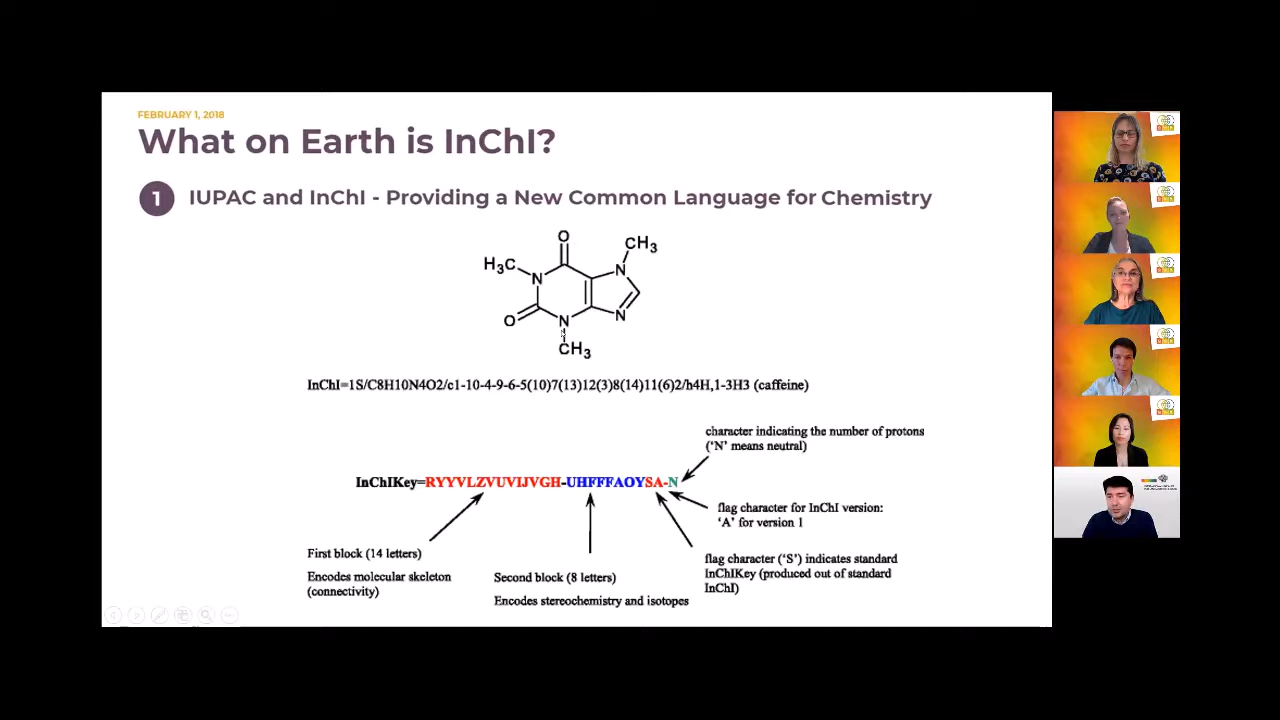 FEBRUARY 1, 2018
What on Earth is InChI?
1
IUPAC and InChI - Providing a New Common Language for Chemistry
O
CH3
H3C
N
N
O
N
N
CH3
InChI=1S/C8H10N4O2/c1-10-4-9-6-5(10)7(13)12(3)8(14)11(6)2/h4H,1-3H3 (caffeine)
character indicating the number of protons
('N' means neutral)
InChIKey=RYYVLZVUVIJVGH-UHFFFAOYSA-N
flag character for InChI version:
'A' for version 1
First block (14 letters)
Encodes molecular skeleton
(connectivity)
Second block (8 letters)
Encodes stereochemistry and isotopes
flag character ('S') indicates standard
InChIKey (produced out of standard
InChI)